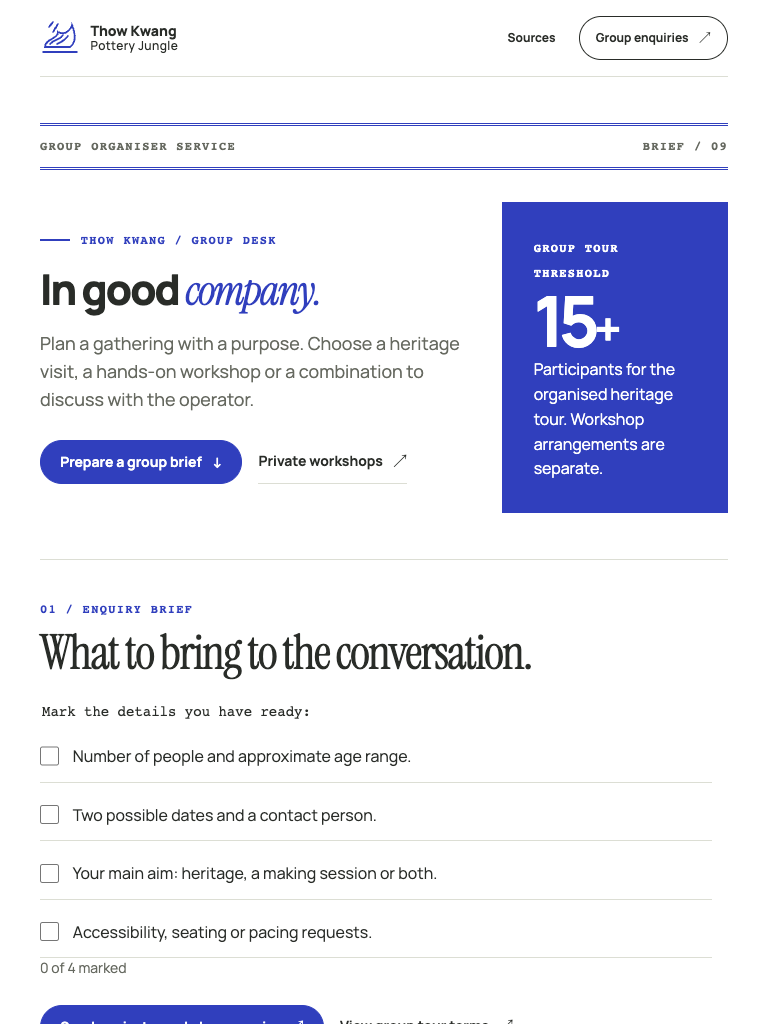 Thow Kwang
Pottery Jungle
Sources
Group enquiries ↗
GROUP ORGANISER SERVICE
BRIEF / 09
THOW KWANG / GROUP DESK
In good company.
Plan a gathering with a purpose. Choose a heritage
visit, a hands-on workshop or a combination to
discuss with the operator.
Prepare a group brief ↓
Private workshops ↗
GROUP TOUR
THRESHOLD
15+
Participants for the
organised heritage
tour. Workshop
arrangements are
separate.
01 / ENQUIRY BRIEF
What to bring to the conversation.
Mark the details you have ready:
Number of people and approximate age range.
Two possible dates and a contact person.
Your main aim: heritage, a making session or both.
Accessibility, seating or pacing requests.
0 of 4 marked
View group tour terms ↗